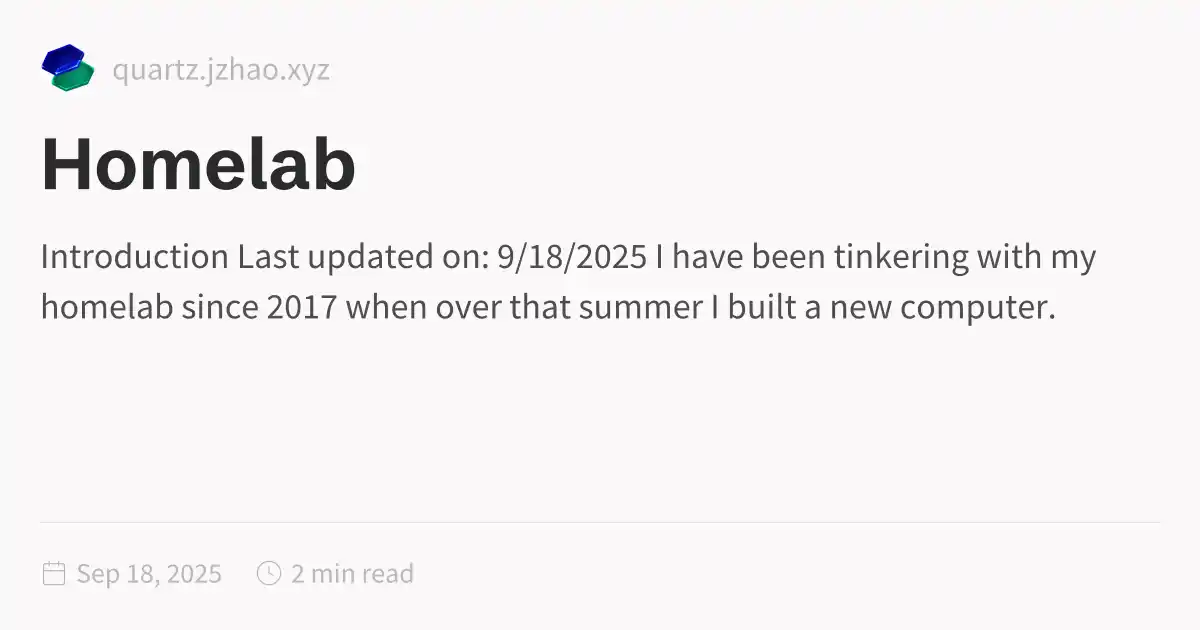 quartz.jzhao.xyz
Homelab
Introduction Last updated on: 9/18/2025 I have been tinkering with my
homelab since 2017 when over that summer I built a new computer.
Sep 18, 2025
2 min read